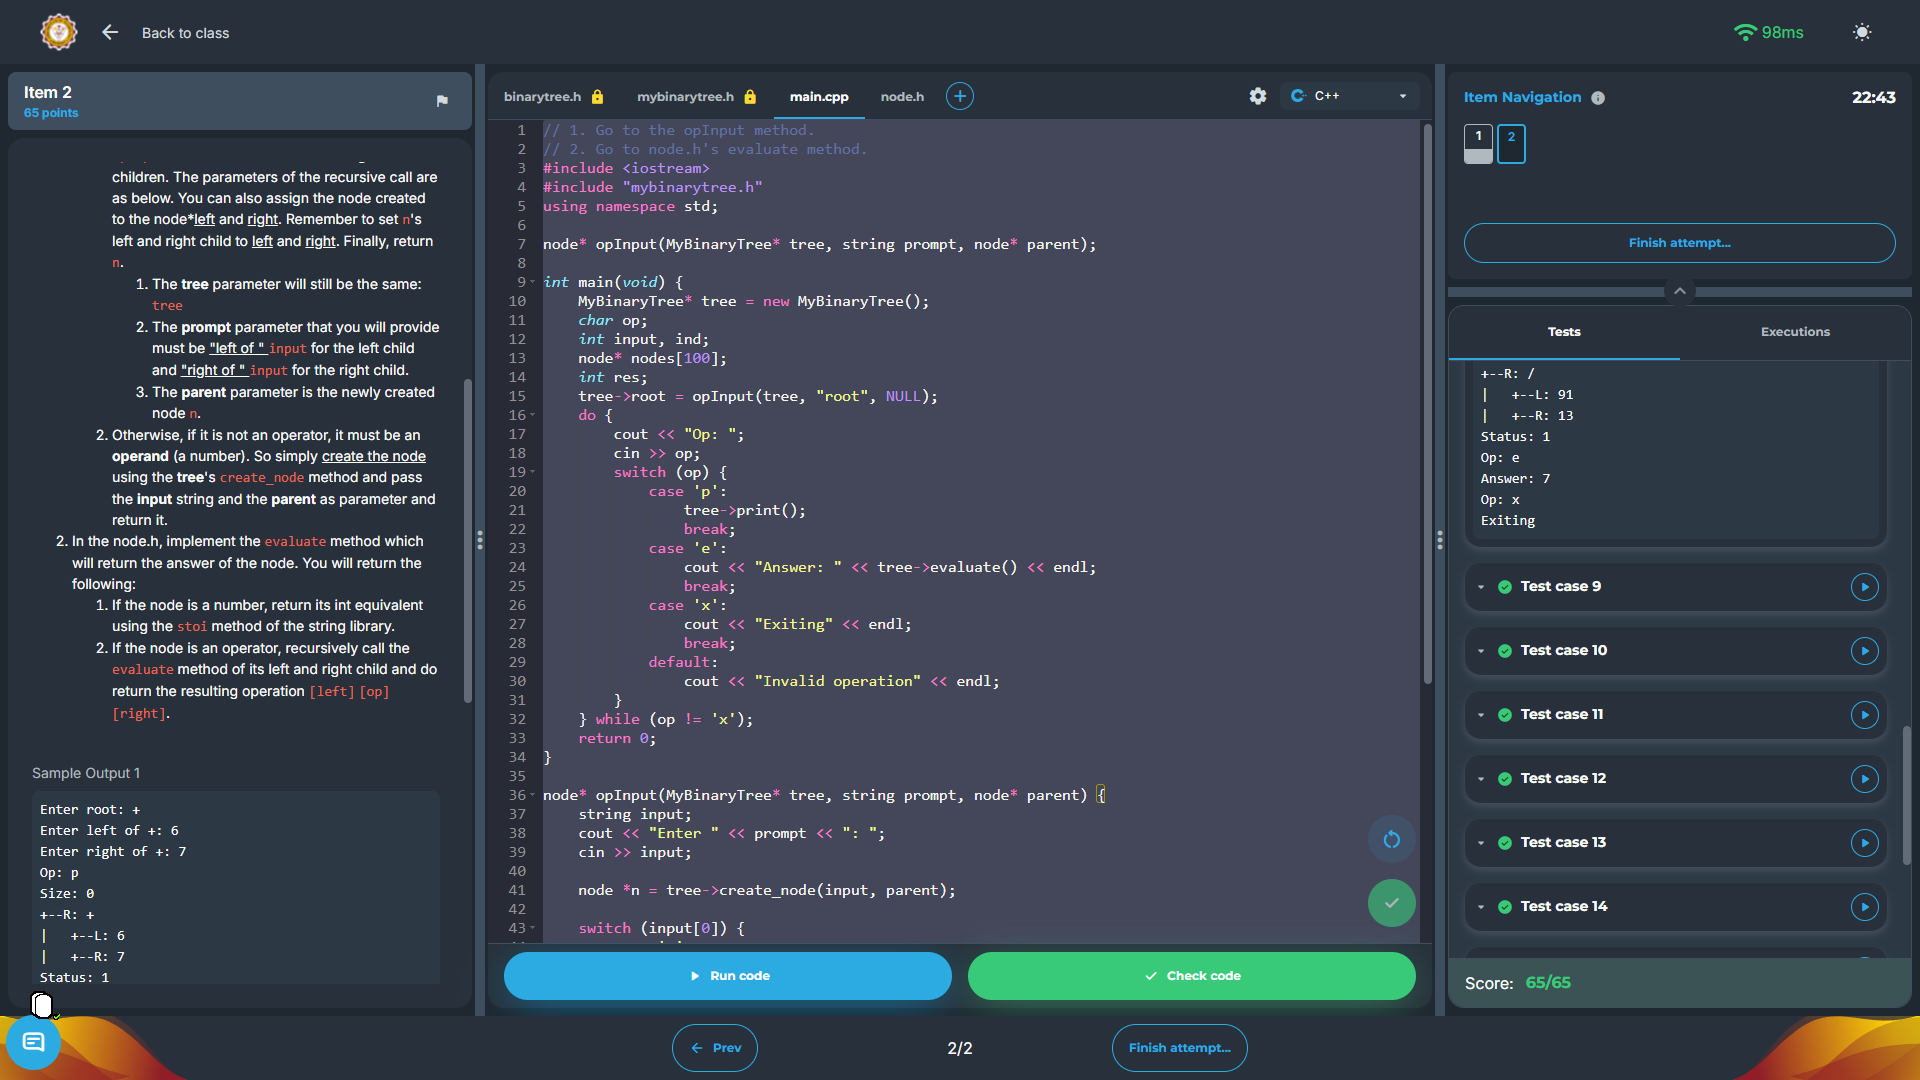 Back to class
98ms
Item 2
65 points
children. The parameters of the recursive call are
as below. You can also assign the node created
to the node*left and right. Remember to set n's
left and right child to left and right. Finally, return
n.
1. The tree parameter will still be the same:
tree
2. The prompt parameter that you will provide
must be "left of " input for the left child
and "right of " input for the right child.
3. The parent parameter is the newly created
node n.
2. Otherwise, if it is not an operator, it must be an
operand (a number). So simply create the node
using the tree's create_node method and pass
the input string and the parent as parameter and
return it.
2. In the node.h, implement the evaluate method which
will return the answer of the node. You will return the
following:
1. If the node is a number, return its int equivalent
using the stoi method of the string library.
2. If the node is an operator, recursively call the
evaluate method of its left and right child and do
return the resulting operation [left] [op]
[right].
Sample Output 1
Enter root: +
Enter left of +: 6
Enter right of +: 7
Op: p
Size: 0
+--R: +
|   +--L: 6
|   +--R: 7
Status: 1
binarytree.h
mybinarytree.h
main.cpp
node.h
C++
1 // 1. Go to the opInput method.
2 // 2. Go to node.h's evaluate method.
3 #include <iostream>
4 #include "mybinarytree.h"
5 using namespace std;
6
7 node* opInput(MyBinaryTree* tree, string prompt, node* parent);
8
9 int main(void) {
10     MyBinaryTree* tree = new MyBinaryTree();
11     char op;
12     int input, ind;
13     node* nodes[100];
14     int res;
15     tree->root = opInput(tree, "root", NULL);
16     do {
17         cout << "Op: ";
18         cin >> op;
19         switch (op) {
20             case 'p':
21                 tree->print();
22                 break;
23             case 'e':
24                 cout << "Answer: " << tree->evaluate() << endl;
25                 break;
26             case 'x':
27                 cout << "Exiting" << endl;
28                 break;
29             default:
30                 cout << "Invalid operation" << endl;
31         }
32     } while (op != 'x');
33     return 0;
34 }
35
36 node* opInput(MyBinaryTree* tree, string prompt, node* parent) {
37     string input;
38     cout << "Enter " << prompt << ": ";
39     cin >> input;
40
41     node *n = tree->create_node(input, parent);
42
43     switch (input[0]) {
Run code
Check code
Item Navigation
22:43
1
2
Finish attempt...
Tests
Executions
+--R: /
|   +--L: 91
|   +--R: 13
Status: 1
Op: e
Answer: 7
Op: x
Exiting
Test case 9
Test case 10
Test case 11
Test case 12
Test case 13
Test case 14
Score: 65/65
Prev
2/2
Finish attempt...